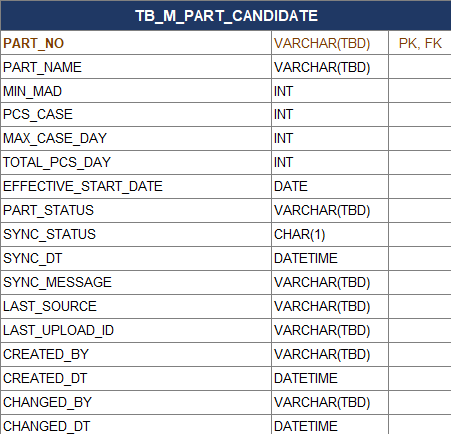 TB_M_PART_CANDIDATE
PART_NO VARCHAR(TBD) PK, FK
PART_NAME VARCHAR(TBD)
MIN_MAD INT
PCS_CASE INT
MAX_CASE_DAY INT
TOTAL_PCS_DAY INT
EFFECTIVE_START_DATE DATE
PART_STATUS VARCHAR(TBD)
SYNC_STATUS CHAR(1)
SYNC_DT DATETIME
SYNC_MESSAGE VARCHAR(TBD)
LAST_SOURCE VARCHAR(TBD)
LAST_UPLOAD_ID VARCHAR(TBD)
CREATED_BY VARCHAR(TBD)
CREATED_DT DATETIME
CHANGED_BY VARCHAR(TBD)
CHANGED_DT DATETIME